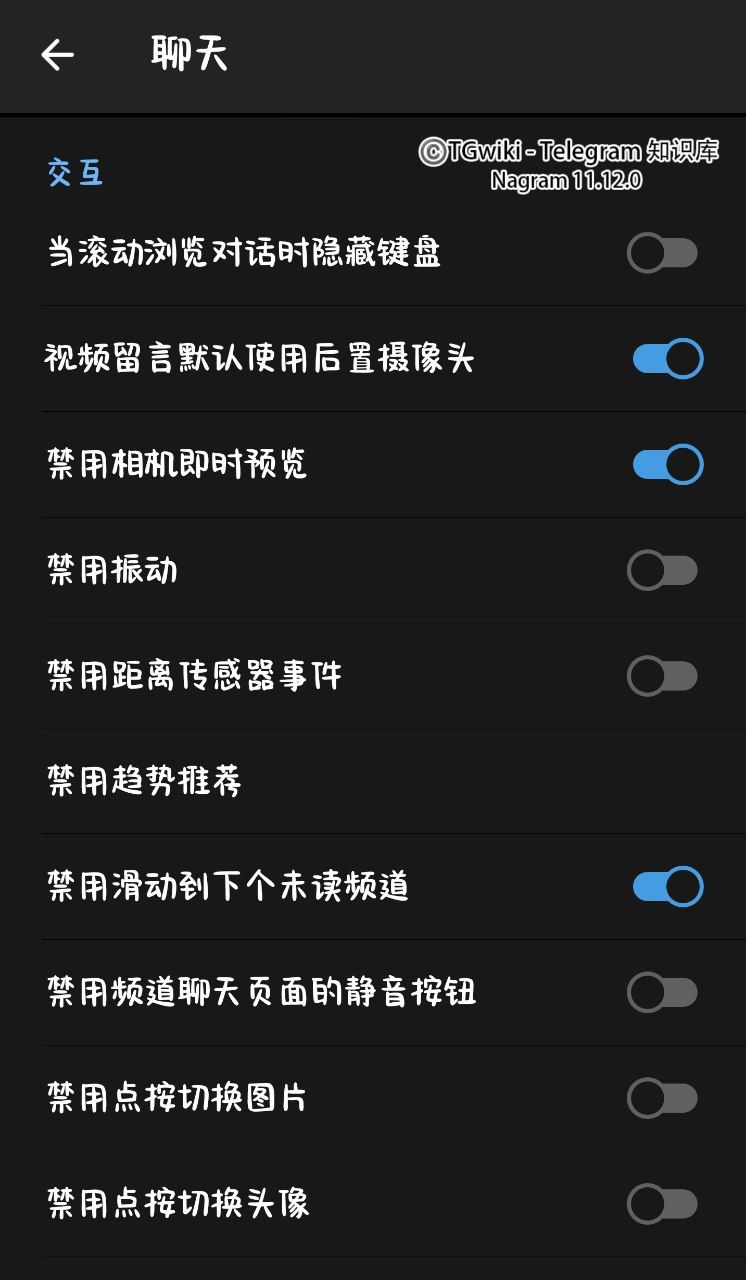 聊天
©TGwiki - Telegram 知识库
Nagram 11.12.0
交互
当滚动浏览对话时隐藏键盘
视频留言默认使用后置摄像头
禁用相机即时预览
禁用振动
禁用距离传感器事件
禁用趋势推荐
禁用滑动到下个未读频道
禁用频道聊天页面的静音按钮
禁用点按切换图片
禁用点按切换头像